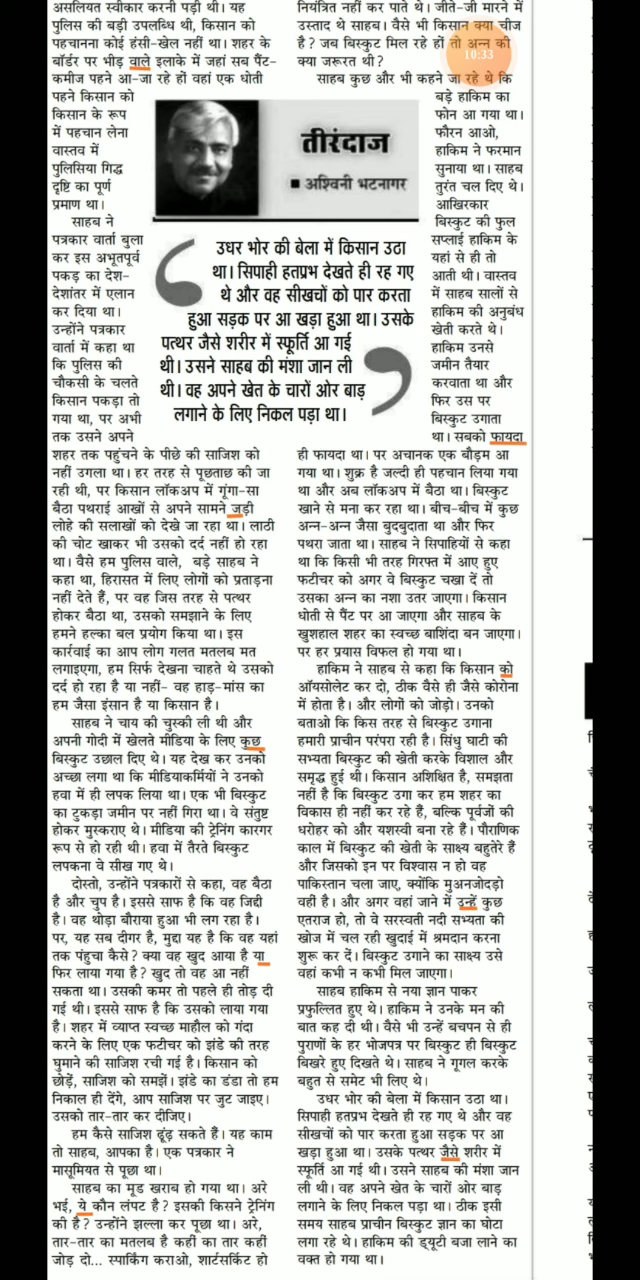 असलियत स्वीकार करनी पड़ी थी। यह
पुलिस की बड़ी उपलब्धि थी, किसान को
पहचानना कोई हंसी-खेल नहीं था। शहर के
बॉर्डर पर भीड़ वाले इलाके में जहां सब पैंट-
कमीज पहने आ-जा रहे हों वहां एक धोती
पहने किसान को
किसान के रूप
में पहचान लेना
वास्तव में
पुलिसिया गिद्ध
दृष्टि का पूर्ण
प्रमाण था।
साहब ने
पत्रकार वार्ता बुला
कर इस अभूतपूर्व
पकड़ का देश-
देशांतर में एलान
कर दिया था।
उन्होंने पत्रकार
वार्ता में कहा था
कि पुलिस की
चौकसी के चलते
किसान पकड़ा तो
गया था, पर अभी
तक उसने अपने
शहर तक पहुंचने के पीछे की साजिश को
नहीं उगला था। हर तरह से पूछताछ की जा
रही थी, पर किसान लॉकअप में गूंगा-सा
बैठा पथराई आखों से अपने सामने जड़ी
लोहे की सलाखों को देखे जा रहा था। लाठी
की चोट खाकर भी उसको दर्द नहीं हो रहा
था। वैसे हम पुलिस वाले, बड़े साहब ने
कहा था, हिरासत में लिए लोगों को प्रताड़ना
नहीं देते हैं, पर वह जिस तरह से पत्थर
होकर बैठा था, उसको समझाने के लिए
हमने हल्का बल प्रयोग किया था। इस
कार्रवाई का आप लोग गलत मतलब मत
लगाइएगा, हम सिर्फ देखना चाहते थे उसको
दर्द हो रहा है या नहीं- वह हाड़-मांस का
हम जैसा इंसान है या किसान है।
साहब ने चाय की चुस्की ली थी और
अपनी गोदी में खेलते मीडिया के लिए कुछ
बिस्कुट उछाल दिए थे। यह देख कर उनको
अच्छा लगा था कि मीडियाकर्मियों ने उनको
हवा में ही लपक लिया था। एक भी बिस्कुट
का टुकड़ा जमीन पर नहीं गिरा था। वे संतुष्ट
होकर मुस्कराए थे। मीडिया की ट्रेनिंग कारगर
रूप से हो रही थी। हवा में तैरते बिस्कुट
लपकना वे सीख गए थे।
दोस्तो, उन्होंने पत्रकारों से कहा, वह बैठा
है और चुप है। इससे साफ है कि वह जिद्दी
है। वह थोड़ा बौराया हुआ भी लग रहा है।
पर, यह सब दीगर है, मुद्दा यह है कि वह यहां
तक पंहुचा कैसे? क्या वह खुद आया है या
फिर लाया गया है? खुद तो वह आ नहीं
सकता था। उसकी कमर तो पहले ही तोड़ दी
गई थी। इससे साफ है कि उसको लाया गया
है। शहर में व्याप्त स्वच्छ माहौल को गंदा
करने के लिए एक फटीचर को झंडे की तरह
घुमाने की साजिश रची गई है। किसान को
छोड़ें, साजिश को समझें। झंडे का डंडा तो हम
निकाल ही देंगे, आप साजिश पर जुट जाइए।
उसको तार-तार कर दीजिए।
हम कैसे साजिश ढूंढ़ सकते हैं। यह काम
तो साहब, आपका है। एक पत्रकार ने
मासूमियत से पूछा था।
साहब का मूड खराब हो गया था। अरे
भई, ये कौन लंपट है? इसकी किसने ट्रेनिंग
की है? उन्होंने झल्ला कर पूछा था। अरे,
तार-तार का मतलब है कहीं का तार कहीं
जोड़ दो... स्पार्किंग कराओ, शार्टसर्किट हो
नियंत्रित नहीं कर पाते थे। जीते-जी मारने में
उस्ताद थे साहब। वैसे भी किसान क्या चीज
है? जब बिस्कुट मिल रहे हों तो अन्न की
क्या जरूरत थी?
10:33
साहब कुछ और भी कहने जा रहे थे कि
बड़े हाकिम का
फोन आ गया था।
फौरन आओ,
हाकिम ने फरमान
सुनाया था। साहब
तुरंत चल दिए थे।
आखिरकार
बिस्कुट की फुल
सप्लाई हाकिम के
यहां से ही तो
आती थी। वास्तव
में साहब सालों से
हाकिम की अनुबंध
खेती करते थे।
हाकिम उनसे
जमीन तैयार
करवाता था और
फिर उस पर
बिस्कुट उगाता
था। सबको फायदा
ही फायदा था। पर अचानक एक बौड़म आ
गया था। शुक्र है जल्दी ही पहचान लिया गया
था और अब लॉकअप में बैठा था। बिस्कुट
खाने से मना कर रहा था। बीच-बीच में कुछ
अन्न-अन्न जैसा बुदबुदाता था और फिर
पथरा जाता था। साहब ने सिपाहियों से कहा
था कि किसी भी तरह गिरफ्त में आए हुए
फटीचर को अगर वे बिस्कुट चखा दें तो
उसका अन्न का नशा उतर जाएगा। किसान
धोती से पैंट पर आ जाएगा और साहब के
खुशहाल शहर का स्वच्छ बाशिंदा बन जाएगा।
पर हर प्रयास विफल हो गया था।
हाकिम ने साहब से कहा कि किसान को
ऑयसोलेट कर दो, ठीक वैसे ही जैसे कोरोना
में होता है। और लोगों को जोड़ो। उनको
बताओ कि किस तरह से बिस्कुट उगाना
हमारी प्राचीन परंपरा रही है। सिंधु घाटी की
सभ्यता बिस्कुट की खेती करके विशाल और
समृद्ध हुई थी। किसान अशिक्षित है, समझता
नहीं है कि बिस्कुट उगा कर हम शहर का
विकास ही नहीं कर रहे हैं, बल्कि पूर्वजों की
धरोहर को और यशस्वी बना रहे हैं। पौराणिक
काल में बिस्कुट की खेती के साक्ष्य बहुतेरे हैं
और जिसको इन पर विश्वास न हो वह
पाकिस्तान चला जाए, क्योंकि मुअनजोदड़ो
वहीं है। और अगर वहां जाने में उन्हें कुछ
एतराज हो, तो वे सरस्वती नदी सभ्यता की
खोज में चल रही खुदाई में श्रमदान करना
शुरू कर दें। बिस्कुट उगाने का साक्ष्य उसे
वहां कभी न कभी मिल जाएगा।
साहब हाकिम से नया ज्ञान पाकर
प्रफुल्लित हुए थे। हाकिम ने उनके मन की
बात कह दी थी। वैसे भी उन्हें बचपन से ही
पुराणों के हर भोजपत्र पर बिस्कुट ही बिस्कुट
बिखरे हुए दिखते थे। साहब ने गूगल करके
बहुत से समेट भी लिए थे।
उधर भोर की बेला में किसान उठा था।
सिपाही हतप्रभ देखते ही रह गए थे और वह
सीखचों को पार करता हुआ सड़क पर आ
खड़ा हुआ था। उसके पत्थर जैसे शरीर में
स्फूर्ति आ गई थी। उसने साहब की मंशा जान
ली थी। वह अपने खेत के चारों ओर बाड़
लगाने के लिए निकल पड़ा था। ठीक इसी
समय साहब प्राचीन बिस्कुट ज्ञान का घोटा
लगा रहे थे। हाकिम की ड्यूटी बजा लाने का
वक्त हो गया था।
तीरंदाज
■ अश्विनी भटनागर
उधर भोर की बेला में किसान उठा
था। सिपाही हतप्रभ देखते ही रह गए
थे और वह सीखचों को पार करता
हुआ सड़क पर आ खड़ा हुआ था। उसके
पत्थर जैसे शरीर में स्फूर्ति आ गई
थी। उसने साहब की मंशा जान ली
थी। वह अपने खेत के चारों ओर बाड़
लगाने के लिए निकल पड़ा था।